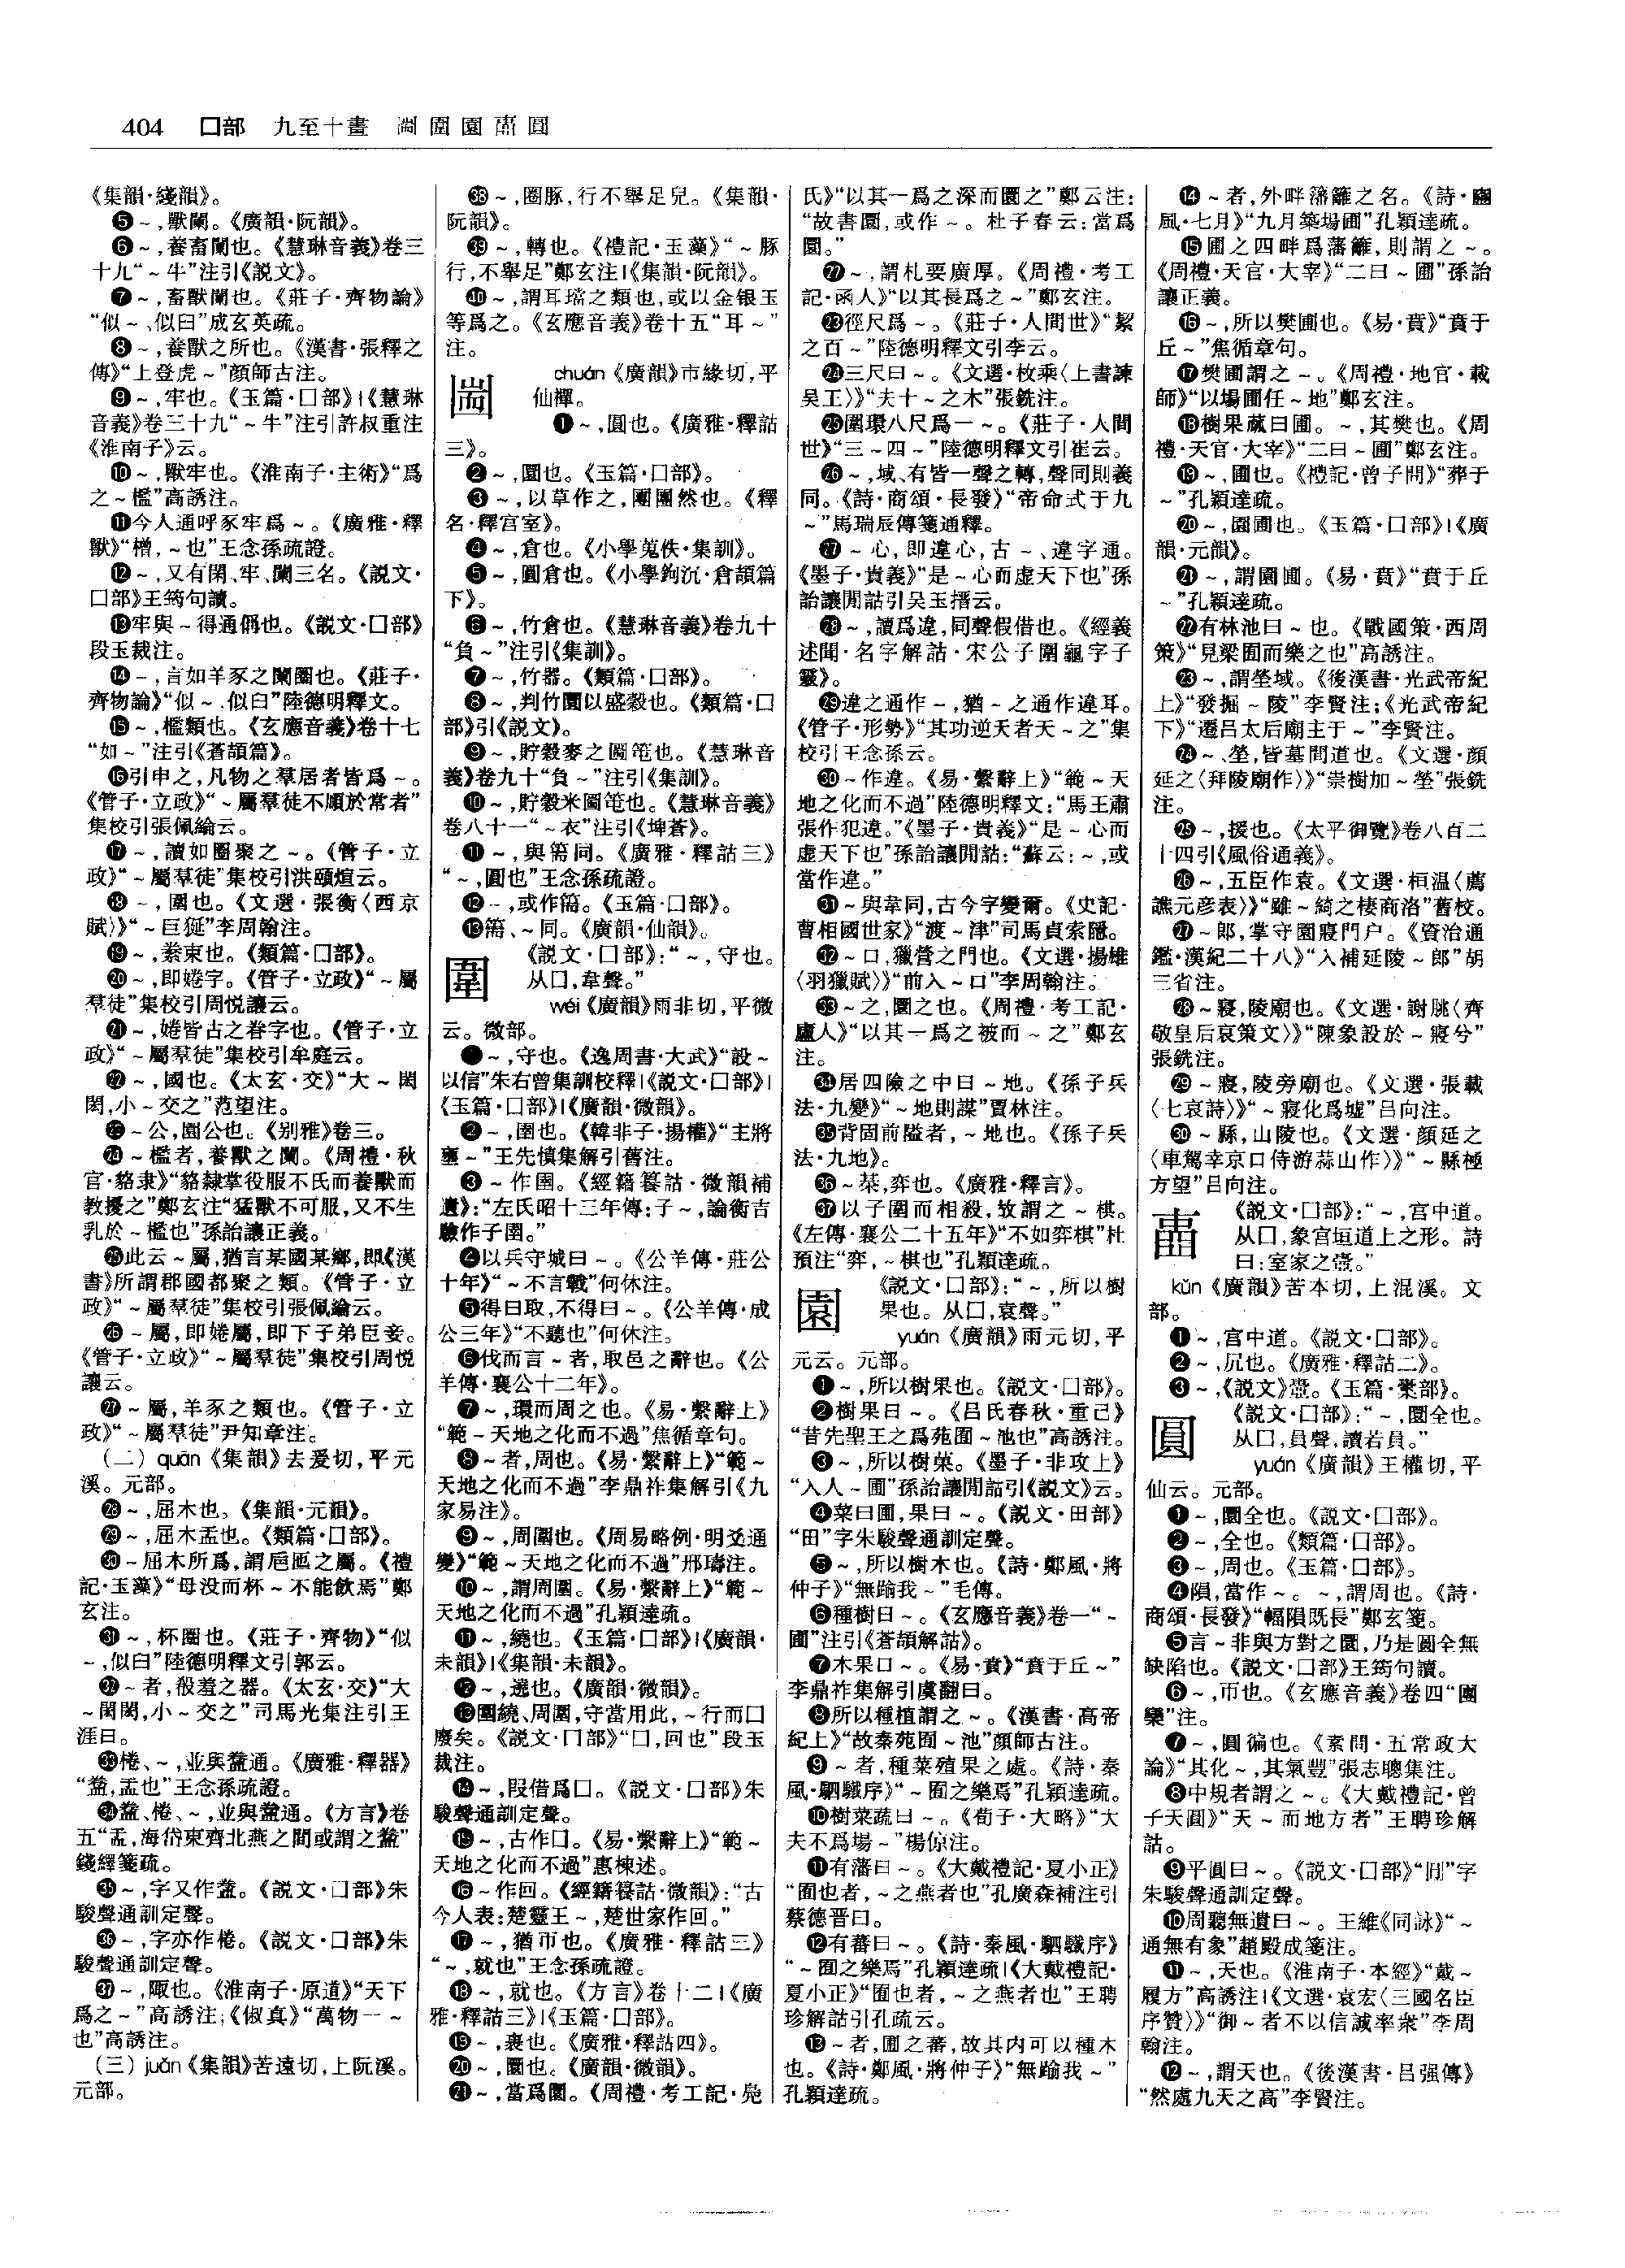 404 囗部 九至十畫 圌圍園壼圓
《集韻·綫韻》。
❺~,獸闌。《廣韻·阮韻》。
❻~,養畜闌也。《慧琳音義》卷三
十九“~牛”注引《説文》。
❼~,畜獸闌也。《莊子·齊物論》
“似~、似臼”成玄英疏。
❽~,養獸之所也。《漢書·張釋之
傳》“上登虎~”顔師古注。
❾~,牢也。《玉篇·囗部》|《慧琳
音義》卷三十九“~牛”注引許叔重注
《淮南子》云。
❿~,獸牢也。《淮南子·主術》“爲
之~檻”高誘注。
⓫今人通呼豕牢爲~。《廣雅·釋
獸》“橧,~也”王念孫疏證。
⓬~,又有閑、牢、闌三名。《説文·
囗部》王筠句讀。
⓭牢與~得通偁也。《説文·囗部》
段玉裁注。
⓮~,言如羊豕之闌圈也。《莊子·
齊物論》“似~、似臼”陸德明釋文。
⓯~,檻類也。《玄應音義》卷十七
“如~”注引《蒼頡篇》。
⓰引申之,凡物之羣居者皆爲~。
《管子·立政》“~屬羣徒不順於常者”
集校引張佩綸云。
⓱~,讀如圈聚之~。《管子·立
政》“~屬羣徒”集校引洪頤煊云。
⓲~,圍也。《文選·張衡〈西京
賦〉》“~巨狿”李周翰注。
⓳~,豢束也。《類篇·囗部》。
⓴~,即婘字。《管子·立政》“~屬
羣徒”集校引周悦讓云。
㉑~,婘皆古之眷字也。《管子·立
政》“~屬羣徒”集校引牟庭云。
㉒~,國也。《太玄·交》“大~閎
閎,小~交之”范望注。
㉓~公,園公也。《别雅》卷三。
㉔~檻者,養獸之闌。《周禮·秋
官·貉隸》“貉隸掌役服不氏而養獸而
教擾之”鄭玄注“猛獸不可服,又不生
乳於~檻也”孫詒讓正義。
㉕此云~屬,猶言某國某鄉,即《漢
書》所謂郡國都聚之類。《管子·立
政》“~屬羣徒”集校引張佩綸云。
㉖~屬,即婘屬,即下子弟臣妾。
《管子·立政》“~屬羣徒”集校引周悦
讓云。
㉗~屬,羊豕之類也。《管子·立
政》“~屬羣徒”尹知章注。
(二) quān《集韻》去爰切,平元
溪。元部。
㉘~,屈木也,《集韻·元韻》。
㉙~,屈木盂也。《類篇·囗部》。
㉚~屈木所爲,謂巵匜之屬。《禮
記·玉藻》“母没而杯~不能飲焉”鄭
玄注。
㉛~,杯圈也。《莊子·齊物》“似
~,似臼”陸德明釋文引郭云。
㉜~者,殽羞之器。《太玄·交》“大
~閎閎,小~交之”司馬光集注引王
涯曰。
㉝棬、~,並與㼝通。《廣雅·釋器》
“㼝,盂也”王念孫疏證。
㉞㼝、棬、~,並與㼝通。《方言》卷
五“盂,海岱東齊北燕之間或謂之㼝”
錢繹箋疏。
㉟~,字又作㼝。《説文·囗部》朱
駿聲通訓定聲。
㊱~,字亦作棬。《説文·囗部》朱
駿聲通訓定聲。
㊲~,陬也。《淮南子·原道》“天下
爲之~”高誘注;《俶真》“萬物一~
也”高誘注。
(三) juǎn《集韻》苦遠切,上阮溪。
元部。
㊳~,圈豚,行不舉足皃。《集韻·
阮韻》。
㊴~,轉也。《禮記·玉藻》“~豚
行,不舉足”鄭玄注|《集韻·阮韻》。
㊵~,謂耳璫之類也,或以金银玉
等爲之。《玄應音義》卷十五“耳~”
注。
圌
chuán《廣韻》市緣切,平
仙禪。
❶~,圓也。《廣雅·釋詁
三》。
❷~,圜也。《玉篇·囗部》。
❸~,以草作之,團團然也。《釋
名·釋宫室》。
❹~,倉也。《小學蒐佚·集訓》。
❺~,圓倉也。《小學鉤沉·倉頡篇
下》。
❻~,竹倉也。《慧琳音義》卷九十
“負~”注引《集訓》。
❼~,竹器。《類篇·囗部》。
❽~,判竹圜以盛穀也。《類篇·囗
部》引《説文》。
❾~,貯穀麥之圌笔也。《慧琳音
義》卷九十“負~”注引《集訓》。
❿~,貯穀米圌笔也。《慧琳音義》
卷八十一“~衣”注引《埤蒼》。
⓫~,與篅同。《廣雅·釋詁三》
“~,圓也”王念孫疏證。
⓬~,或作篅。《玉篇·囗部》。
⓭篅、~同。《廣韻·仙韻》。
圍
《説文·囗部》:“~,守也。
从囗,韋聲。”
wéi《廣韻》雨非切,平微
云。微部。
❶~,守也。《逸周書·大武》“設~
以信”朱右曾集訓校釋|《説文·囗部》|
《玉篇·囗部》|《廣韻·微韻》。
❷~,圉也。《韓非子·揚權》“主將
壅~”王先慎集解引舊注。
❸~作圉。《經籍籑詁·微韻補
遺》:“左氏昭十三年傳:子~,論衡吉
驗作子圉。”
❹以兵守城曰~。《公羊傳·莊公
十年》“~不言戰”何休注。
❺得曰取,不得曰~。《公羊傳·成
公三年》“不聽也”何休注。
❻伐而言~者,取邑之辭也。《公
羊傳·襄公十二年》。
❼~,環而周之也。《易·繫辭上》
“範~天地之化而不過”焦循章句。
❽~者,周也。《易·繫辭上》“範~
天地之化而不過”李鼎祚集解引《九
家易注》。
❾~,周圍也。《周易略例·明爻通
變》“範~天地之化而不過”邢璹注。
❿~,謂周圍。《易·繫辭上》“範~
天地之化而不過”孔穎達疏。
⓫~,繞也。《玉篇·囗部》|《廣韻·
未韻》|《集韻·未韻》。
⓬~,遶也。《廣韻·微韻》。
⓭圍繞、周圍,守當用此,~行而囗
廢矣。《説文·囗部》“囗,回也”段玉
裁注。
⓮~,叚借爲囗。《説文·囗部》朱
駿聲通訓定聲。
⓯~,古作囗。《易·繫辭上》“範~
天地之化而不過”惠棟述。
⓰~作回。《經籍籑詁·微韻》:“古
今人表:楚靈王~,楚世家作回。”
⓱~,猶帀也。《廣雅·釋詁三》
“~,就也”王念孫疏證。
⓲~,就也。《方言》卷十二|《廣
雅·釋詁三》|《玉篇·囗部》。
⓳~,裹也。《廣雅·釋詁四》。
⓴~,圜也。《廣韻·微韻》。
㉑~,當爲圜。《周禮·考工記·凫
氏》“以其一爲之深而圜之”鄭云注:
“故書圜,或作~。杜子春云:當爲
圜。”
㉒~,謂札要廣厚。《周禮·考工
記·函人》“以其長爲之~”鄭玄注。
㉓徑尺爲~。《莊子·人間世》“絜
之百~”陸德明釋文引李云。
㉔三尺曰~。《文選·枚乘〈上書諫
吴王〉》“夫十~之木”張銑注。
㉕圍環八尺爲一~。《莊子·人間
世》“三~四~”陸德明釋文引崔云。
㉖~,域、有皆一聲之轉,聲同則義
同。《詩·商頌·長發》“帝命式于九
~”馬瑞辰傳箋通釋。
㉗~心,即違心,古~、違字通。
《墨子·貴義》“是~心而虚天下也”孫
詒讓閒詁引吴玉搢云。
㉘~,讀爲違,同聲假借也。《經義
述聞·名字解詁·宋公子圍龜字子
靈》。
㉙違之通作~,猶~之通作違耳。
《管子·形勢》“其功逆天者天~之”集
校引王念孫云。
㉚~作違。《易·繫辭上》“範~天
地之化而不過”陸德明釋文:“馬王肅
張作犯違。”《墨子·貴義》“是~心而
虚天下也”孫詒讓閒詁:“蘇云:~,或
當作違。”
㉛~與韋同,古今字變爾。《史記·
曹相國世家》“渡~津”司馬貞索隱。
㉜~口,獵營之門也。《文選·揚雄
〈羽獵賦〉》“前入~口”李周翰注。
㉝~之,圜之也。《周禮·考工記·
廬人》“以其一爲之被而~之”鄭玄
注。
㉞居四險之中曰~地。《孫子兵
法·九變》“~地則謀”賈林注。
㉟背固前隘者,~地也。《孫子兵
法·九地》。
㊱~棊,弈也。《廣雅·釋言》。
㊲以子圍而相殺,故謂之~棋。
《左傳·襄公二十五年》“不如弈棋”杜
預注“弈,~棋也”孔穎達疏。
園
《説文·囗部》:“~,所以樹
果也。从囗,袁聲。”
yuán《廣韻》雨元切,平
元云。元部。
❶~,所以樹果也。《説文·囗部》。
❷樹果曰~。《吕氏春秋·重己》
“昔先聖王之爲苑囿~池也”高誘注。
❸~,所以樹菓。《墨子·非攻上》
“入人~圃”孫詒讓閒詁引《説文》云。
❹菜曰圃,果曰~。《説文·田部》
“田”字朱駿聲通訓定聲。
❺~,所以樹木也。《詩·鄭風·將
仲子》“無踰我~”毛傳。
❻種樹曰~。《玄應音義》卷一“~
圃”注引《蒼頡解詁》。
❼木果曰~。《易·賁》“賁于丘~”
李鼎祚集解引虞翻曰。
❽所以種植謂之~。《漢書·高帝
紀上》“故秦苑囿~池”顔師古注。
❾~者,種菜殖果之處。《詩·秦
風·駟驖序》“~囿之樂焉”孔穎達疏。
❿樹菜蔬曰~。《荀子·大略》“大
夫不爲場~”楊倞注。
⓫有藩曰~。《大戴禮記·夏小正》
“囿也者,~之燕者也”孔廣森補注引
蔡德晋曰。
⓬有蕃曰~。《詩·秦風·駟驖序》
“~囿之樂焉”孔穎達疏|《大戴禮記·
夏小正》“囿也者,~之燕者也”王聘
珍解詁引孔疏云。
⓭~者,圃之蕃,故其内可以種木
也。《詩·鄭風·將仲子》“無踰我~”
孔穎達疏。
⓮~者,外畔藩籬之名。《詩·豳
風·七月》“九月築場圃”孔穎達疏。
⓯圃之四畔爲藩籬,則謂之~。
《周禮·天官·大宰》“二曰~圃”孫詒
讓正義。
⓰~,所以樊圃也。《易·賁》“賁于
丘~”焦循章句。
⓱樊圃謂之~。《周禮·地官·載
師》“以場圃任~地”鄭玄注。
⓲樹果蓏曰圃。~,其樊也。《周
禮·天官·大宰》“二曰~圃”鄭玄注。
⓳~,圃也。《禮記·曾子問》“葬于
~”孔穎達疏。
⓴~,園圃也。《玉篇·囗部》|《廣
韻·元韻》。
㉑~,謂園圃。《易·賁》“賁于丘
~”孔穎達疏。
㉒有林池曰~也。《戰國策·西周
策》“見梁囿而樂之也”高誘注。
㉓~,謂塋域。《後漢書·光武帝紀
上》“發掘~陵”李賢注;《光武帝紀
下》“遷吕太后廟主于~”李賢注。
㉔~、塋,皆墓間道也。《文選·顔
延之〈拜陵廟作〉》“崇樹加~塋”張銑
注。
㉕~,援也。《太平御覽》卷八百二
十四引《風俗通義》。
㉖~,五臣作袁。《文選·桓温〈薦
譙元彦表〉》“雖~綺之棲商洛”舊校。
㉗~郎,掌守園寢門户。《資治通
鑑·漢紀二十八》“入補延陵~郎”胡
三省注。
㉘~寢,陵廟也。《文選·謝朓〈齊
敬皇后哀策文〉》“陳象設於~寢兮”
張銑注。
㉙~寢,陵旁廟也。《文選·張載
〈七哀詩〉》“~寢化爲墟”吕向注。
㉚~縣,山陵也。《文選·顔延之
〈車駕幸京口侍游蒜山作〉》“~縣極
方望”吕向注。
壼
《説文·囗部》:“~,宫中道。
从囗,象宫垣道上之形。詩
曰:室家之壼。”
kǔn《廣韻》苦本切,上混溪。文
部。
❶~,宫中道。《説文·囗部》。
❷~,凥也。《廣雅·釋詁二》。
❸~,《説文》壼。《玉篇·橐部》。
圓
《説文·囗部》:“~,圜全也。
从囗,員聲,讀若員。”
yuán《廣韻》王權切,平
仙云。元部。
❶~,圜全也。《説文·囗部》。
❷~,全也。《類篇·囗部》。
❸~,周也。《玉篇·囗部》。
❹隕,當作~。~,謂周也。《詩·
商頌·長發》“幅隕既長”鄭玄箋。
❺言~非與方對之圜,乃是圓全無
缺陷也。《説文·囗部》王筠句讀。
❻~,帀也。《玄應音義》卷四“團
欒”注。
❼~,圓徧也。《素問·五常政大
論》“其化~,其氣豐”張志聰集注。
❽中規者謂之~。《大戴禮記·曾
子天圓》“天~而地方者”王聘珍解
詁。
❾平圓曰~。《説文·囗部》“圓”字
朱駿聲通訓定聲。
❿周聽無遺曰~。王維《同詠》“~
通無有象”趙殿成箋注。
⓫~,天也。《淮南子·本經》“戴~
履方”高誘注|《文選·袁宏〈三國名臣
序贊〉》“御~者不以信誠率衆”李周
翰注。
⓬~,謂天也。《後漢書·吕强傳》
“然處九天之高”李賢注。